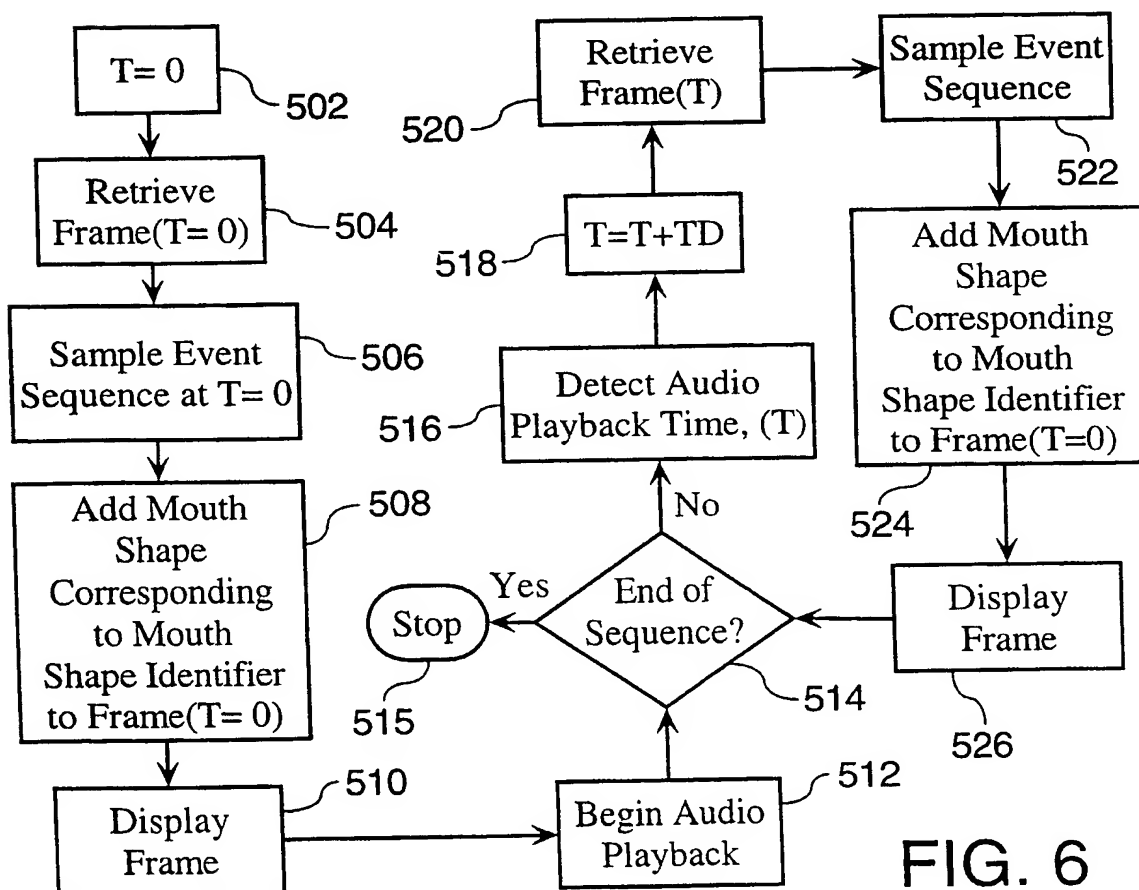 T= 0
502
Retrieve
Frame(T= 0)
504
Sample Event
Sequence at T= 0
506
Add Mouth
Shape
Corresponding
to Mouth
Shape Identifier
to Frame(T= 0)
508
Display
Frame
510
Begin Audio
Playback
512
End of
Sequence?
514
Yes
Stop
515
No
Detect Audio
Playback Time, (T)
516
T=T+TD
518
Retrieve
Frame(T)
520
Sample Event
Sequence
522
Add Mouth
Shape
Corresponding
to Mouth
Shape Identifier
to Frame(T=0)
524
Display
Frame
526
FIG. 6